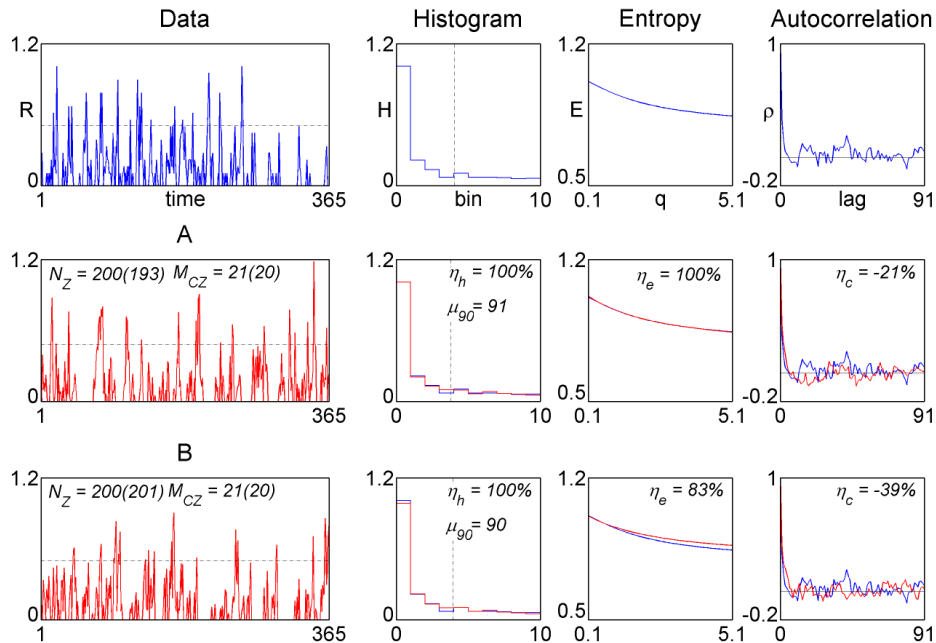 Data Histogram Entropy Autocorrelation
1.2 1.2 1.2 1
R H E ρ
0 0 0.5 -0.2
1 time 365 0 bin 10 0.1 q 5.1 0 lag 91
A
1.2 1.2 1.2 1
N_Z = 200(193) M_CZ = 21(20) η_h = 100% η_e = 100% η_c = -21%
μ_90 = 91
0 0 0.5 -0.2
1 365 0 10 0.1 5.1 0 91
B
1.2 1.2 1.2 1
N_Z = 200(201) M_CZ = 21(20) η_h = 100% η_e = 83% η_c = -39%
μ_90 = 90
0 0 0.5 -0.2
1 365 0 10 0.1 5.1 0 91